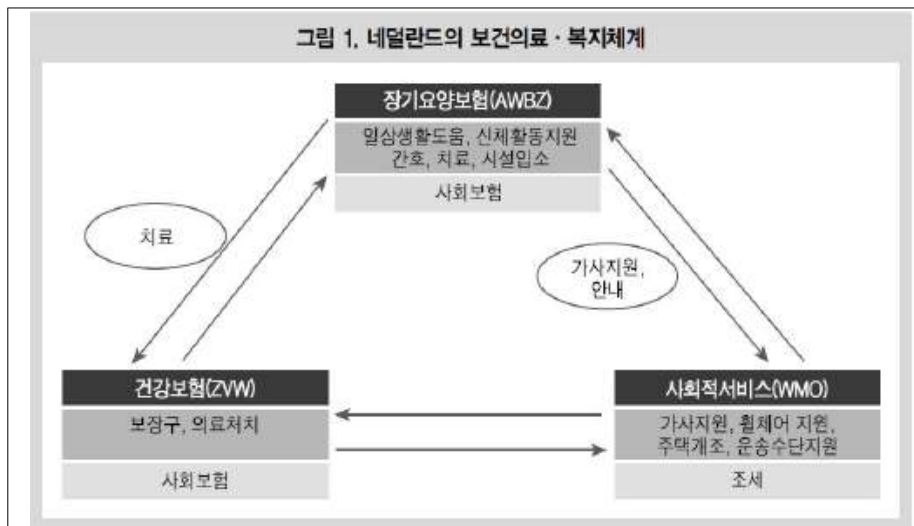 그림 1. 네덜란드의 보건의료 · 복지체계
장기요양보험(AWBZ)
일삼생활도움, 신체활동지원
간호, 치료, 시설입소
사회보험
치료
가사지원,
안내
건강보험(ZVW)
보장구, 의료처치
사회보험
사회적서비스(WMO)
가사지원, 휠체어 지원,
주택개조, 운송수단지원
조세